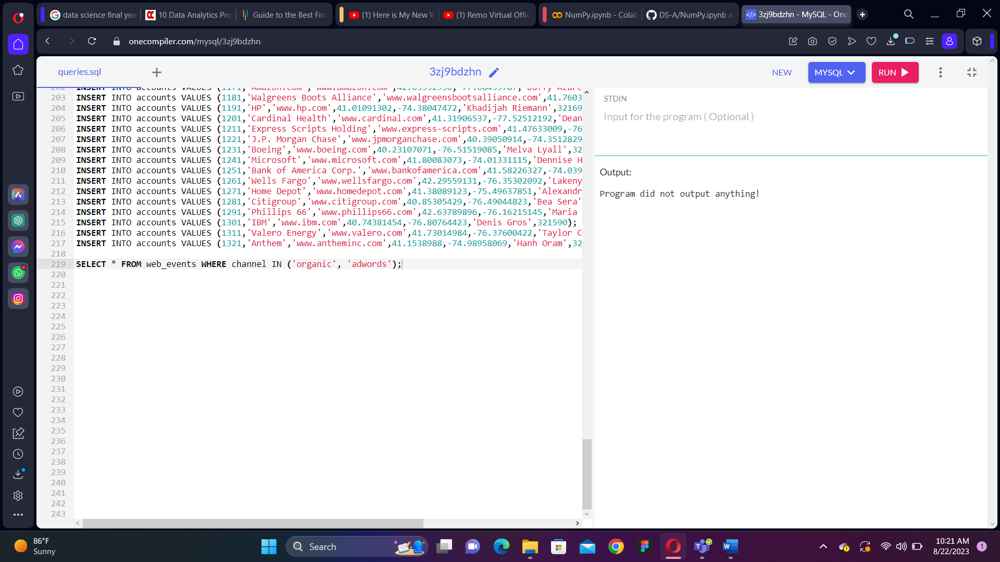 data science final yea
10 Data Analytics Proj
Guide to the Best Fina
(1) Here is My New Vi
(1) Remo Virtual Offic
NumPy.ipynb - Colab
DS-A/NumPy.ipynb at
3zj9bdzhn - MySQL - One
onecompiler.com/mysql/3zj9bdzhn
queries.sql
3zj9bdzhn
NEW
MYSQL
RUN
203 INSERT INTO accounts VALUES (1181,'Walgreens Boots Alliance','www.walgreensbootsalliance.com',41.7603
204 INSERT INTO accounts VALUES (1191,'HP','www.hp.com',41.01091302,-74.38047472,'Khadijah Riemann',32169
205 INSERT INTO accounts VALUES (1201,'Cardinal Health','www.cardinal.com',41.31906537,-77.52512192,'Dean
206 INSERT INTO accounts VALUES (1211,'Express Scripts Holding','www.express-scripts.com',41.47633009,-76
207 INSERT INTO accounts VALUES (1221,'J.P. Morgan Chase','www.jpmorganchase.com',40.39050914,-74.3512829
208 INSERT INTO accounts VALUES (1231,'Boeing','www.boeing.com',40.23107071,-76.51519085,'Melva Lyall',32
209 INSERT INTO accounts VALUES (1241,'Microsoft','www.microsoft.com',41.80083073,-74.01331115,'Dennise H
210 INSERT INTO accounts VALUES (1251,'Bank of America Corp.','www.bankofamerica.com',41.58226327,-74.039
211 INSERT INTO accounts VALUES (1261,'Wells Fargo','www.wellsfargo.com',42.29559131,-76.35302092,'Lakeny
212 INSERT INTO accounts VALUES (1271,'Home Depot','www.homedepot.com',41.38089123,-75.49637851,'Alexandr
213 INSERT INTO accounts VALUES (1281,'Citigroup','www.citigroup.com',40.85305429,-76.49044823,'Bea Sera'
214 INSERT INTO accounts VALUES (1291,'Phillips 66','www.phillips66.com',42.63789896,-76.16215145,'Maria
215 INSERT INTO accounts VALUES (1301,'IBM','www.ibm.com',40.74381454,-76.80764423,'Denis Gros',321590);
216 INSERT INTO accounts VALUES (1311,'Valero Energy','www.valero.com',41.73014984,-76.37600422,'Taylor C
217 INSERT INTO accounts VALUES (1321,'Anthem','www.antheminc.com',41.1538988,-74.98958069,'Hanh Oram',32
218
219 SELECT * FROM web_events WHERE channel IN ('organic', 'adwords');
220
221
222
223
224
225
226
227
228
229
230
231
232
233
234
235
236
237
238
239
240
241
242
243
STDIN
Input for the program ( Optional )
Output:
Program did not output anything!
86°F
Sunny
Search
10:21 AM
8/22/2023
1